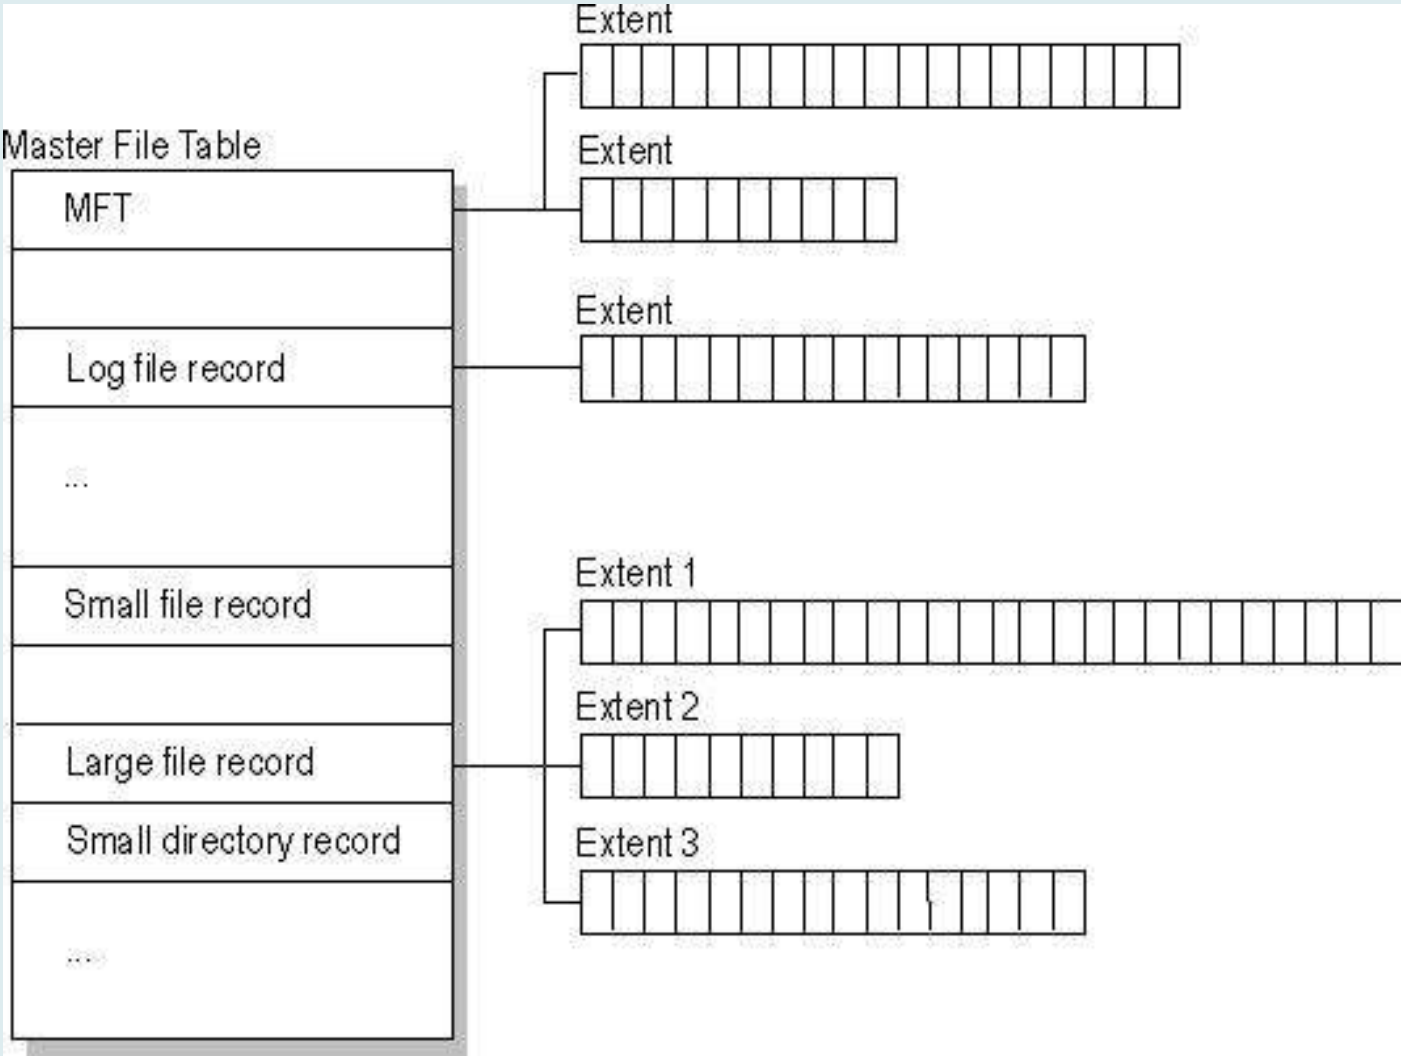 Extent
Extent
Master File Table
MFT
Extent
Log file record
...
Extent 1
Small file record
Extent 2
Large file record
Small directory record
Extent 3
....